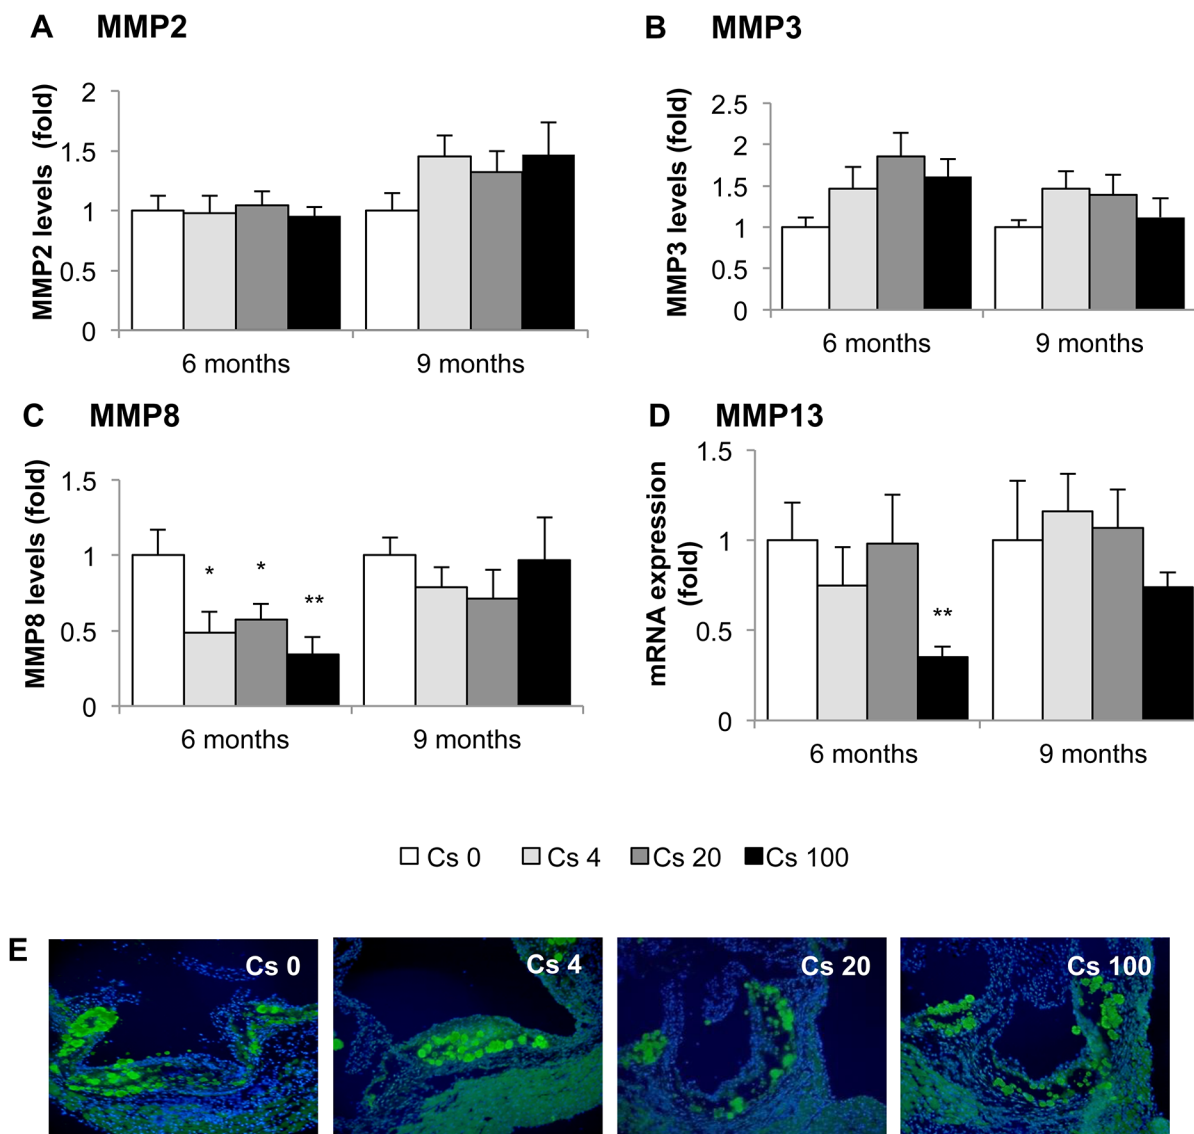 A MMP2
MMP2 levels (fold)
2
1.5
1
0.5
0
6 months
9 months
B MMP3
MMP3 levels (fold)
2.5
2
1.5
1
0.5
0
6 months
9 months
C MMP8
MMP8 levels (fold)
1.5
1
0.5
0
*
*
**
6 months
9 months
D MMP13
mRNA expression
(fold)
1.5
1
0.5
0
**
6 months
9 months
Cs 0 Cs 4 Cs 20 Cs 100
E
Cs 0
Cs 4
Cs 20
Cs 100